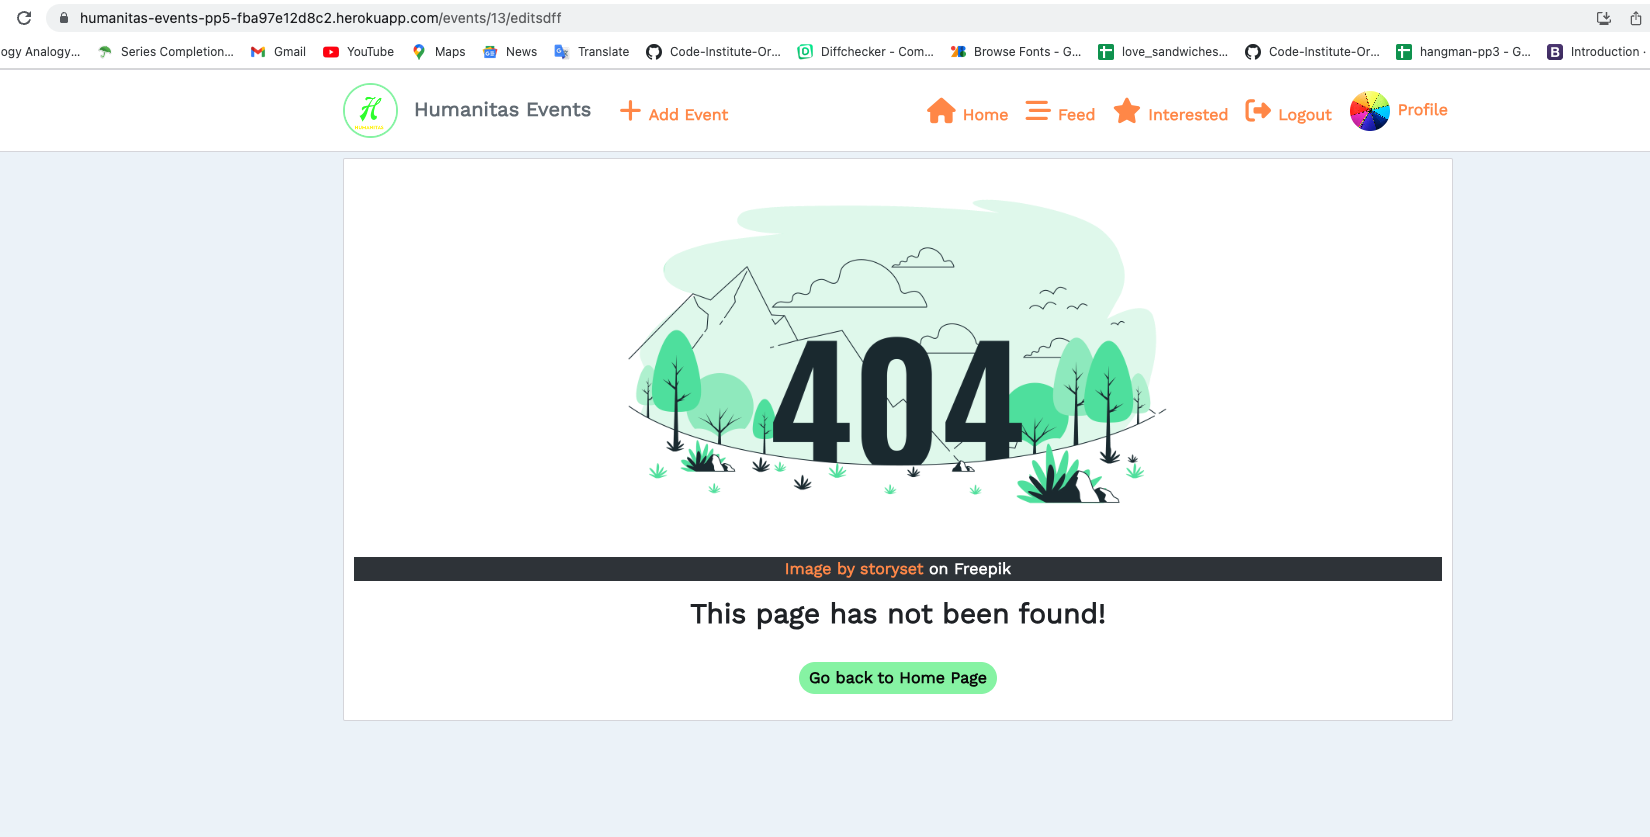 humanitas-events-pp5-fba97e12d8c2.herokuapp.com/events/13/editsdff
ogy Analogy... Series Completion... Gmail YouTube Maps News Translate Code-Institute-Or... Diffchecker - Com... Browse Fonts - G... love_sandwiches... Code-Institute-Or... hangman-pp3 - G... B Introduction ·
H Humanitas Events Add Event Home Feed Interested Logout Profile
404
Image by storyset on Freepik
This page has not been found!
Go back to Home Page